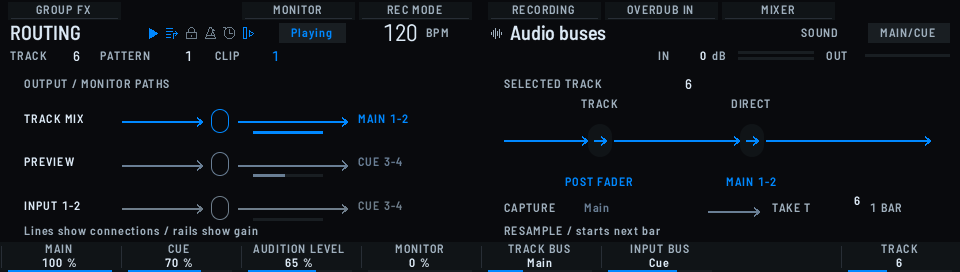 GROUP FX MONITOR REC MODE RECORDING OVERDUB IN MIXER
ROUTING Playing 120 BPM Audio buses SOUND MAIN/CUE
TRACK 6 PATTERN 1 CLIP 1 IN 0 dB OUT
OUTPUT / MONITOR PATHS
SELECTED TRACK 6
TRACK DIRECT
TRACK MIX MAIN 1-2
PREVIEW CUE 3-4
POST FADER MAIN 1-2
INPUT 1-2 CUE 3-4
CAPTURE Main TAKE T 6 1 BAR
Lines show connections / rails show gain
RESAMPLE / starts next bar
MAIN CUE AUDITION LEVEL MONITOR TRACK BUS INPUT BUS TRACK
100 % 70 % 65 % 0 % Main Cue 6